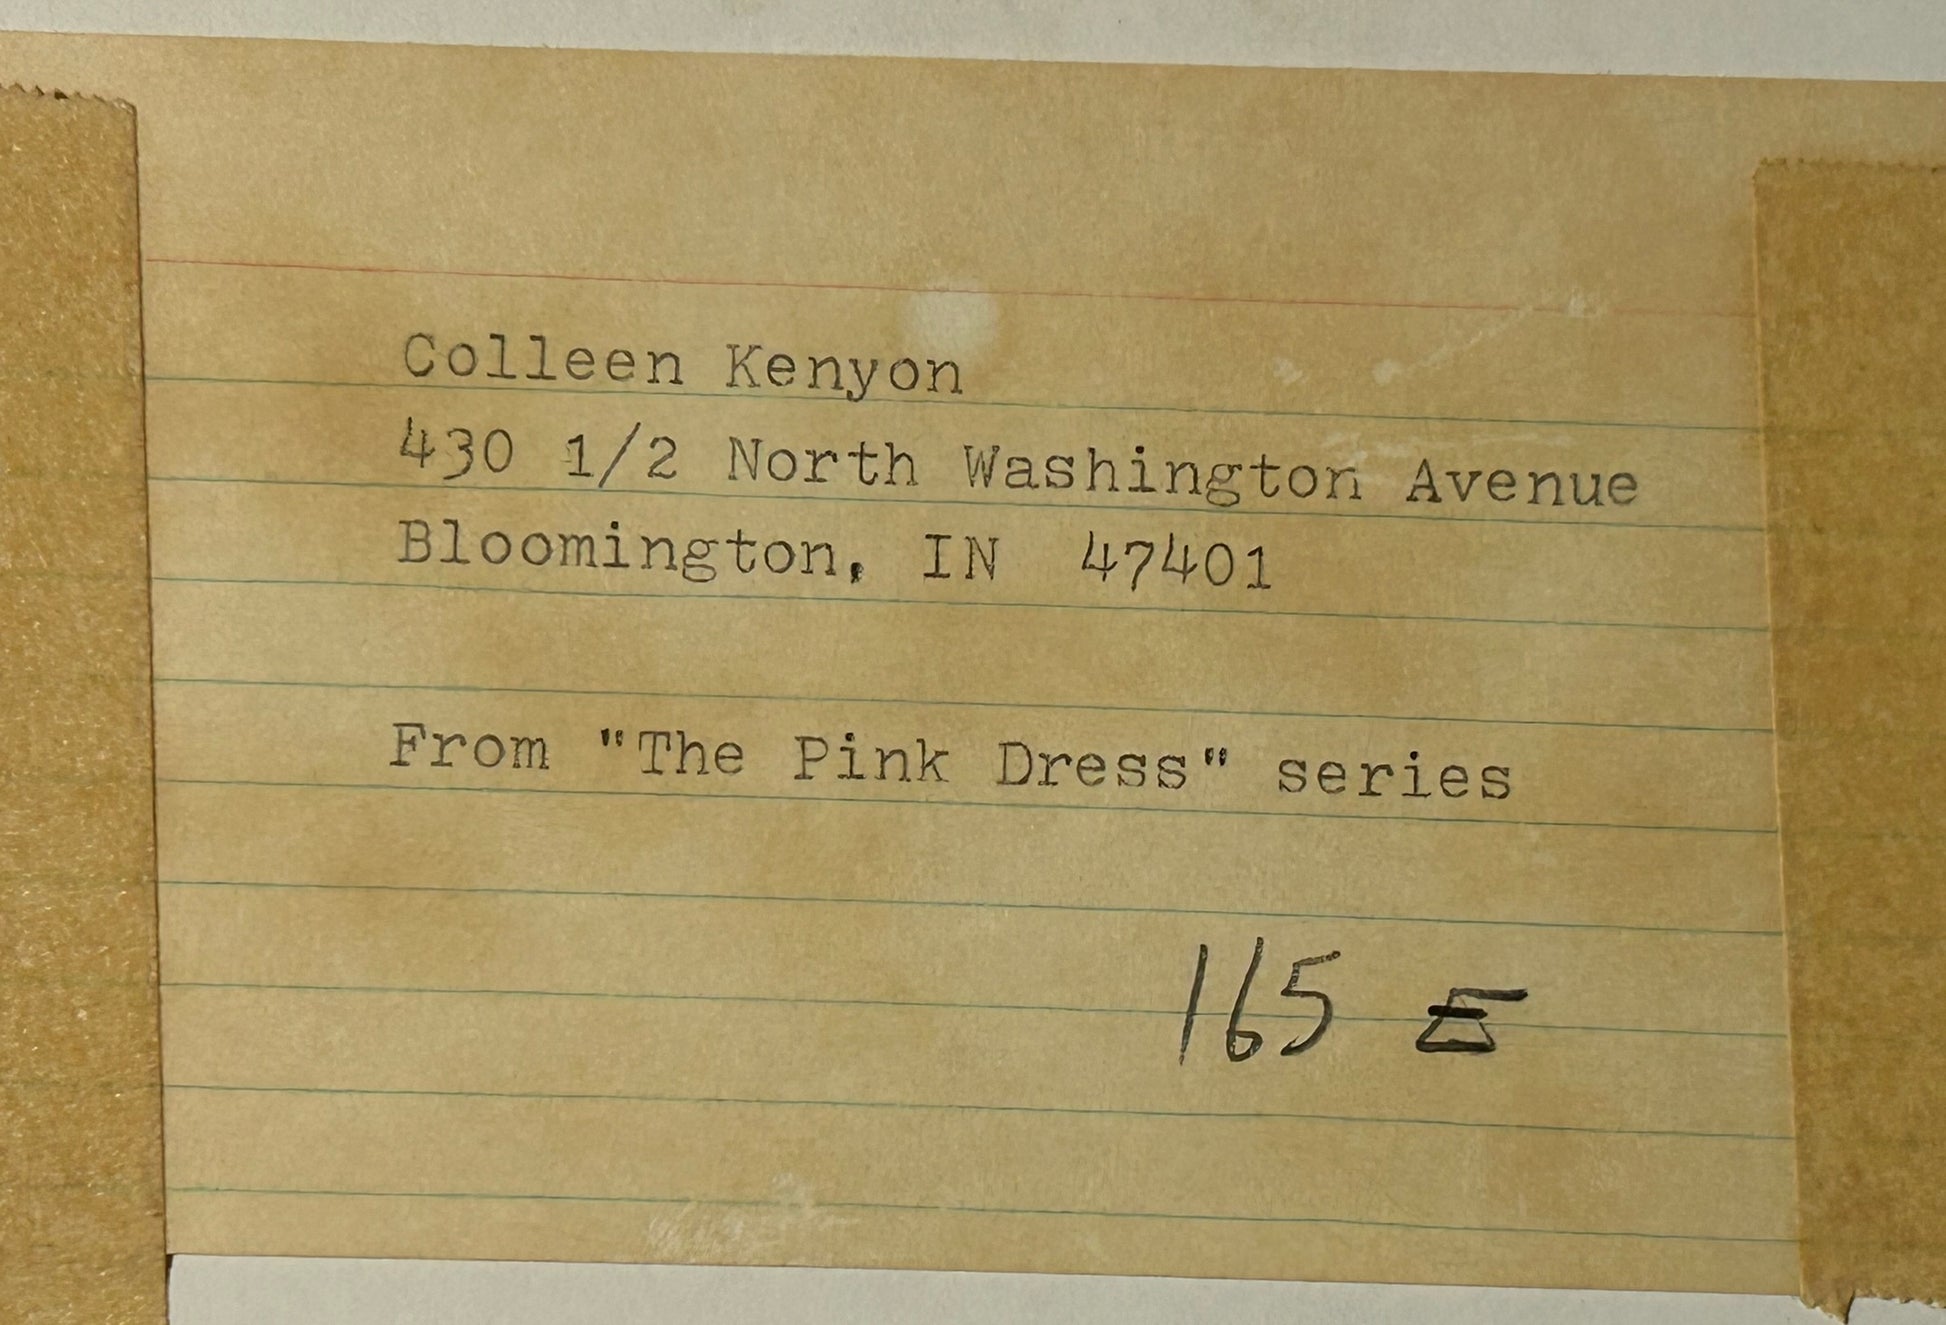 Colleen Kenyon
430 1/2 North Washington Avenue
Bloomington, IN  47401
From "The Pink Dress" series
165